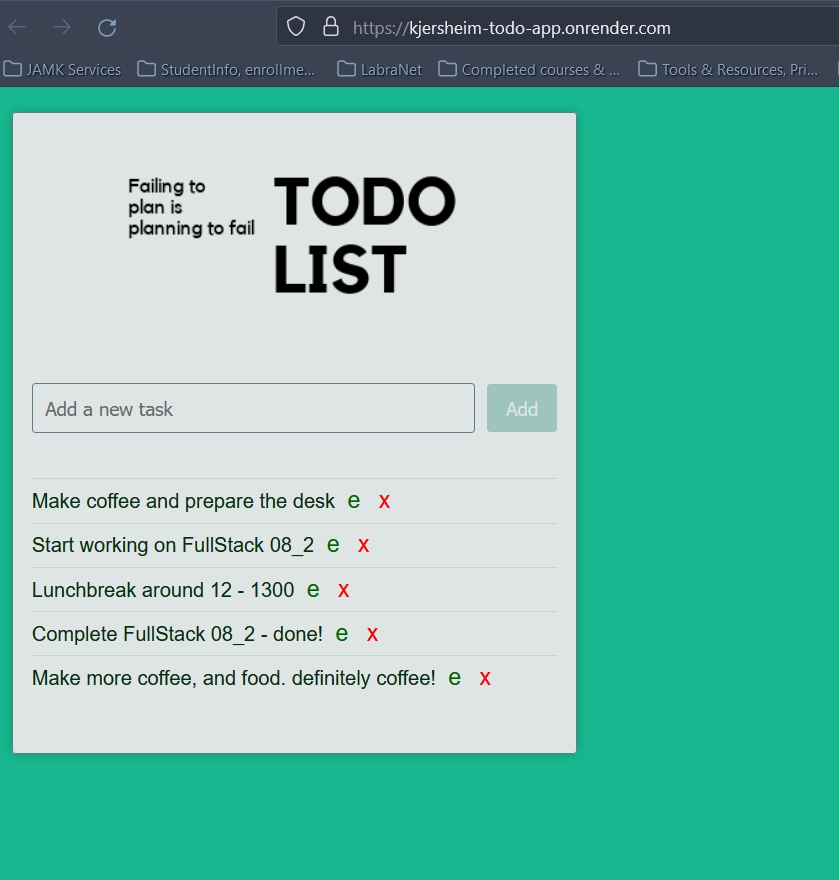 https://kjersheim-todo-app.onrender.com
JAMK Services StudentInfo, enrollme... LabraNet Completed courses & ... Tools & Resources, Pri...
Failing to
plan is
planning to fail
TODO
LIST
Add a new task Add
Make coffee and prepare the desk e x
Start working on FullStack 08_2 e x
Lunchbreak around 12 - 1300 e x
Complete FullStack 08_2 - done! e x
Make more coffee, and food. definitely coffee! e x